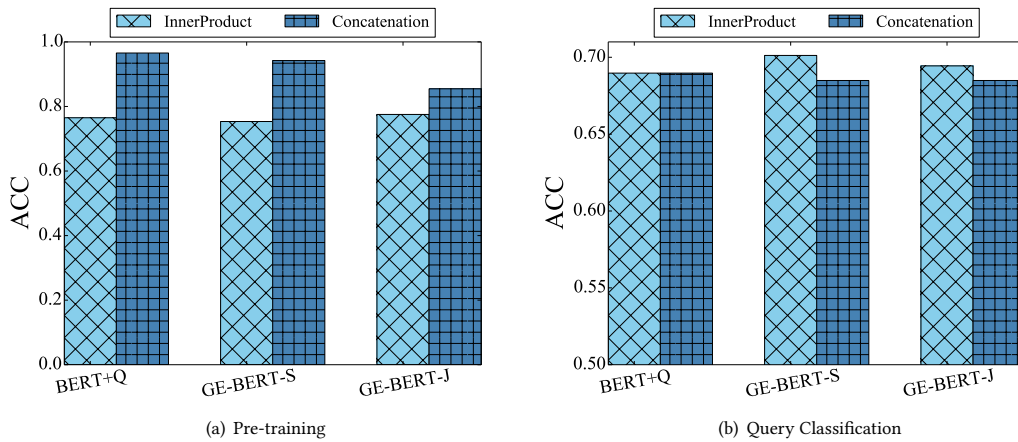 InnerProduct Concatenation
1.0
0.8
0.6
0.4
0.2
0.0
ACC
BERT+Q GE-BERT-S GE-BERT-J
(a) Pre-training
InnerProduct Concatenation
0.70
0.65
0.60
0.55
0.50
ACC
BERT+Q GE-BERT-S GE-BERT-J
(b) Query Classification